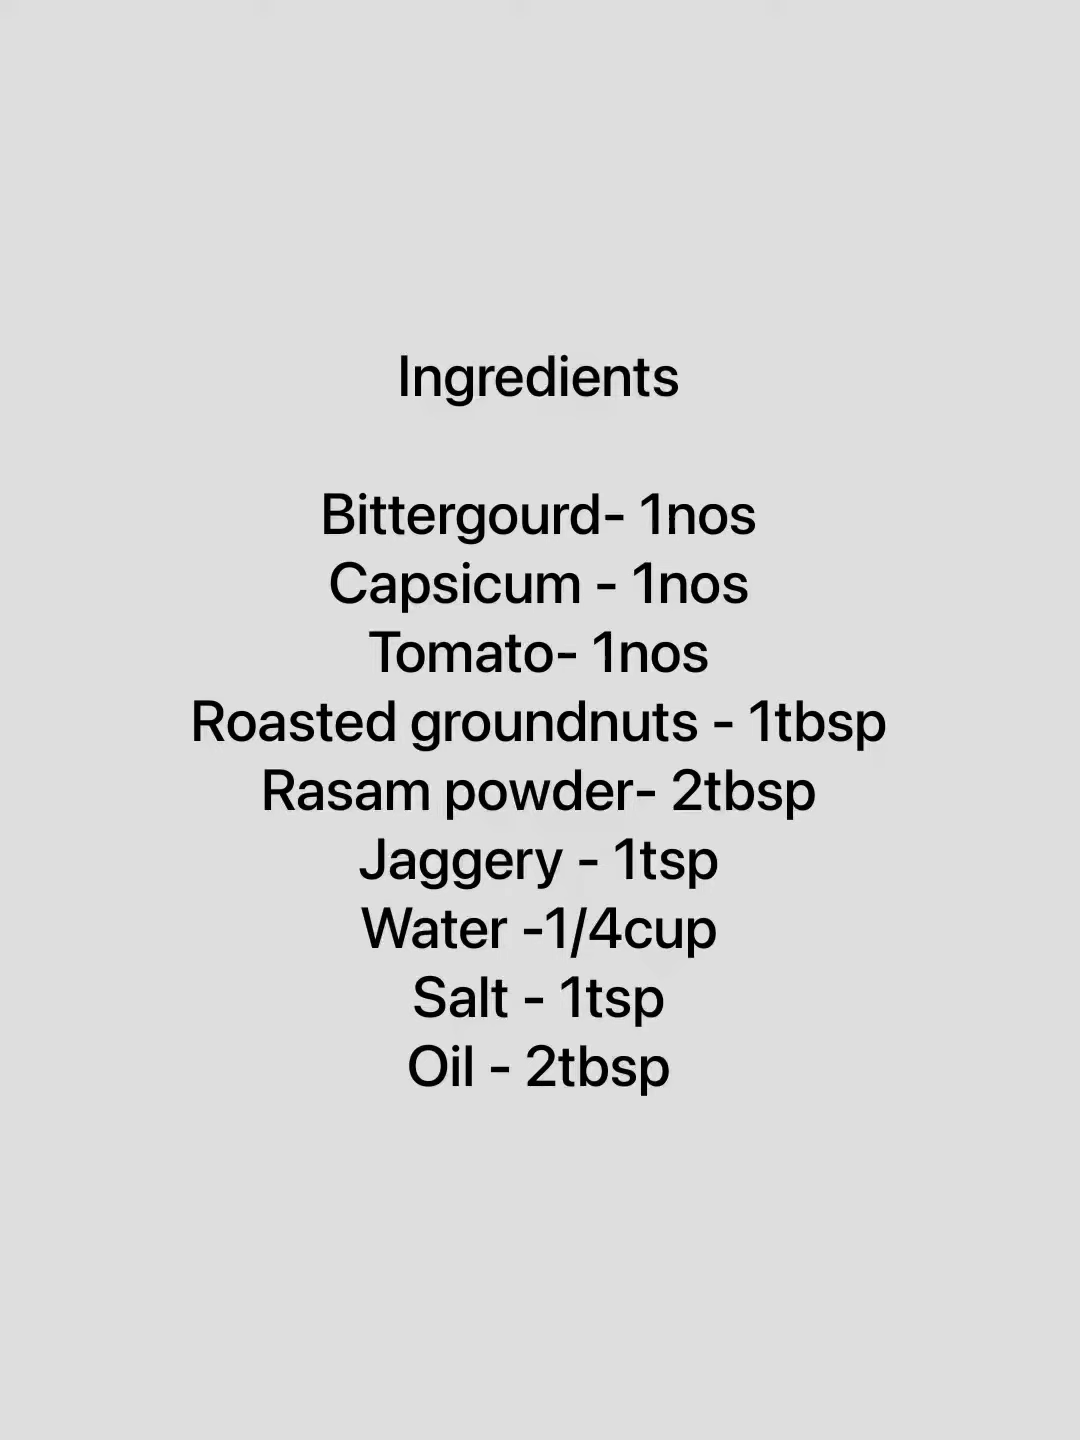 Ingredients
Bittergourd- 1nos
Capsicum - 1nos
Tomato- 1nos
Roasted groundnuts - 1tbsp
Rasam powder- 2tbsp
Jaggery - 1tsp
Water -1/4cup
Salt - 1tsp
Oil - 2tbsp